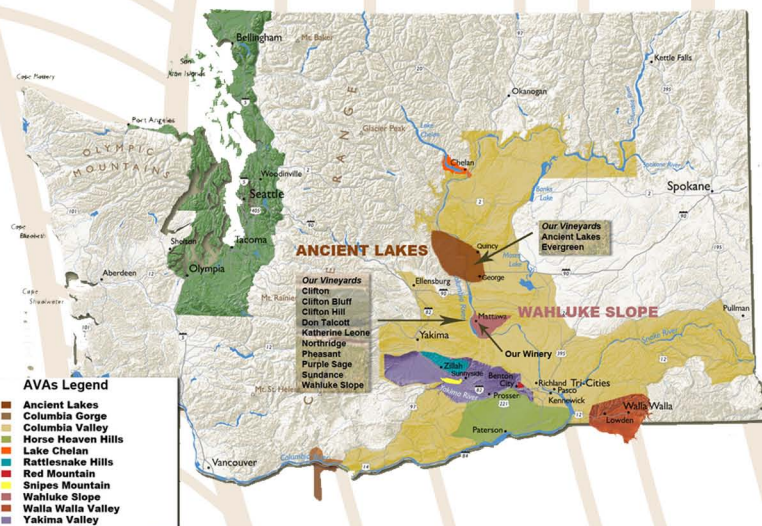 Bellingham
Mt. Baker
San
Juan Islands
Kettle Falls
Okanogan
Port Angeles
Glacier Peak
Lake
Chelan
OLYMPIC
MOUNTAINS
RANGE
Chelan
Woodinville
Seattle
Spokane River
Spokane
Banks
Lake
Shelton
Tacoma
Olympia
Aberdeen
Cape
Shoalwater
ANCIENT LAKES
Quincy
George
Moses
Lake
Our Vineyards
Ancient Lakes
Evergreen
Our Vineyards
Clifton
Clifton Bluff
Clifton Hill
Don Talcott
Katherine Leone
Northridge
Pheasant
Purple Sage
Sundance
Wahluke Slope
Mt. Rainier
Ellensburg
WAHLUKE SLOPE
Mattawa
Pullman
Snake River
Yakima
Our Winery
Mt. St. Helens
Zillah
Sunnyside
Benton
City
Richland
Tri-Cities
Pasco
Kennewick
Prosser
Yakima River
Walla Walla
Lowden
Paterson
Vancouver
Columbia
AVAs Legend
Ancient Lakes
Columbia Gorge
Columbia Valley
Horse Heaven Hills
Lake Chelan
Rattlesnake Hills
Red Mountain
Snipes Mountain
Wahluke Slope
Walla Walla Valley
Yakima Valley